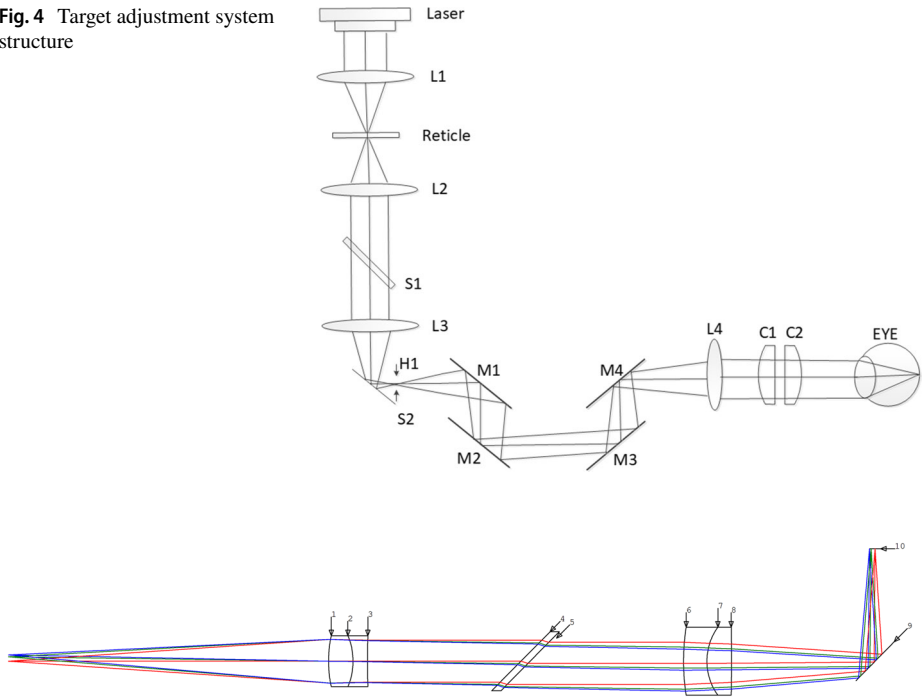 Fig. 4 Target adjustment system
structure
Laser
L1
Reticle
L2
S1
L3
H1
S2
M1
M2
M4
M3
L4
C1
C2
EYE
1
2
3
4
5
6
7
8
9
10